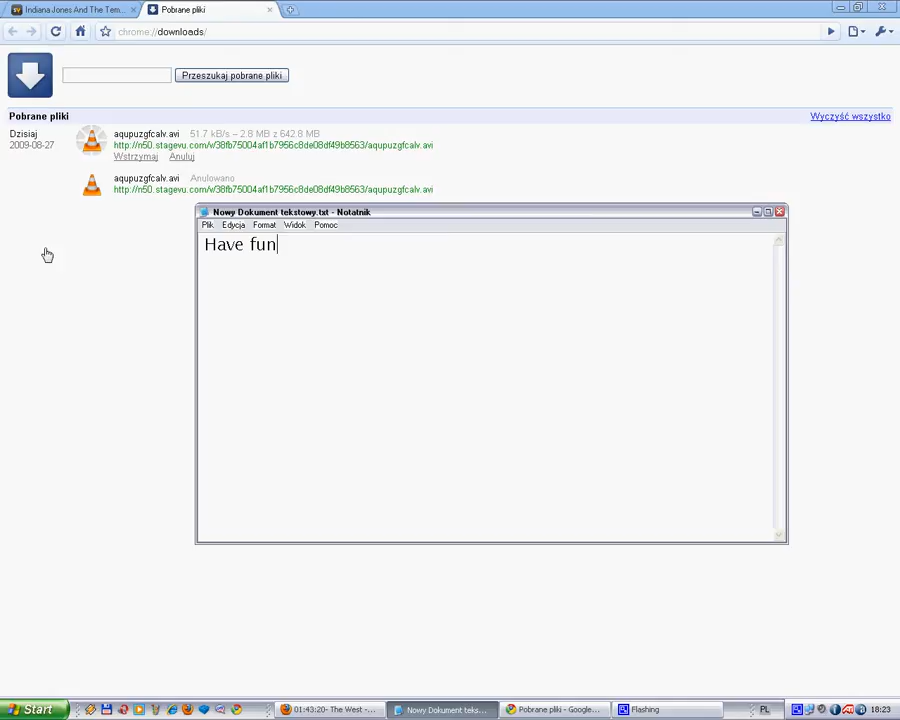 Indiana Jones And The Tem...
Pobrane pliki
chrome://downloads/
Przeszukaj pobrane pliki
Pobrane pliki
Wyczyść wszystko
Dzisiaj
2009-08-27
aqupuzgfcalv.avi 51.7 kB/s – 2.8 MB z 642.8 MB
http://n50.stagevu.com/v/38fb75004af1b7956c8de08df49b8563/aqupuzgfcalv.avi
Wstrzymaj Anuluj
aqupuzgfcalv.avi Anulowano
http://n50.stagevu.com/v/38fb75004af1b7956c8de08df49b8563/aqupuzgfcalv.avi
Nowy Dokument tekstowy.txt - Notatnik
Plik Edycja Format Widok Pomoc
Have fun
Start
01:43:20- The West -...
Nowy Dokument teks...
Pobrane pliki - Google...
Flashing
PL
18:23